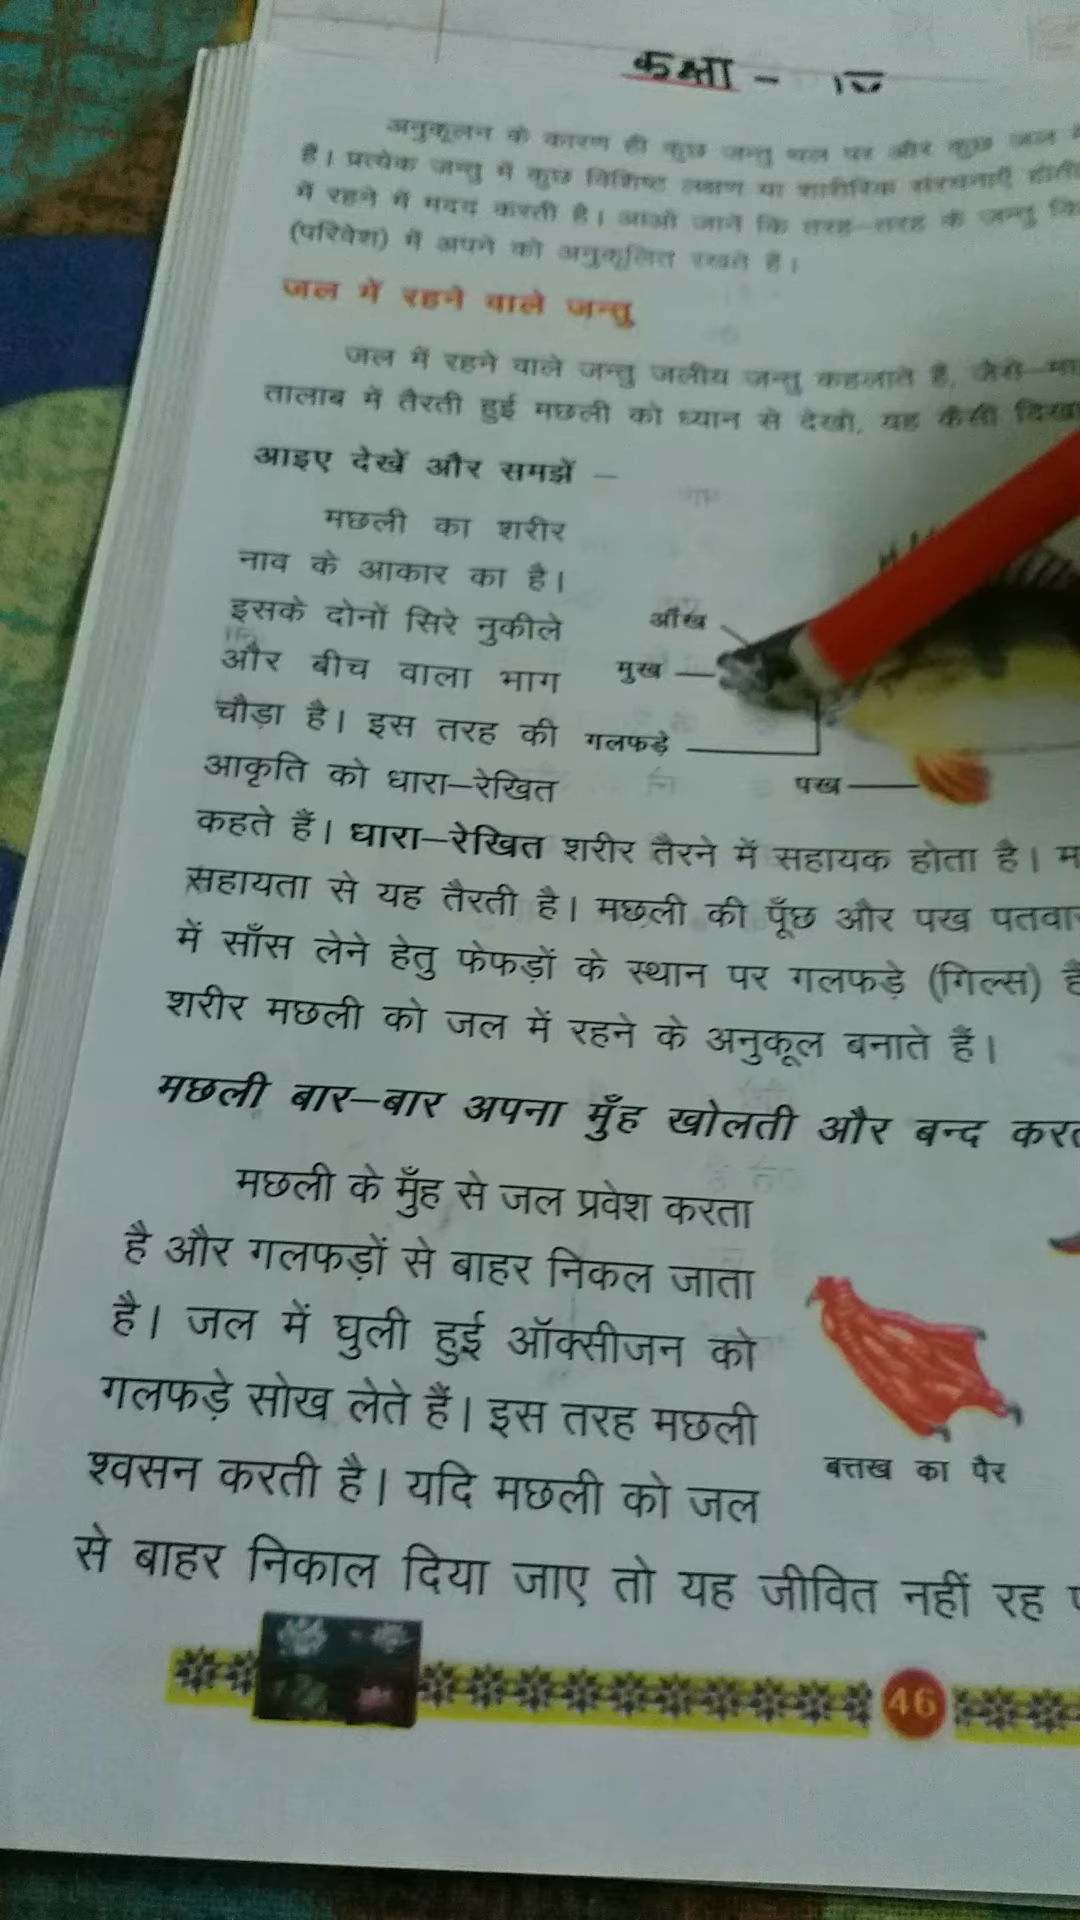 कक्षा - IV
अनुकूलन के कारण ही कुछ जन्तु थल पर और कुछ जल
हैं। प्रत्येक जन्तु में कुछ विशिष्ट लक्षण या शारीरिक संरचनाएँ
में रहने में मदद करती है। आओ जानें कि तरह-तरह के जन्तु
(परिवेश) में अपने को अनुकूलित रखते हैं।
जल में रहने वाले जन्तु
जल में रहने वाले जन्तु जलीय जन्तु कहलाते हैं, जैसे-
तालाब में तैरती हुई मछली को ध्यान से देखो, यह कैसी
आइए देखें और समझें –
मछली का शरीर
नाव के आकार का है।
इसके दोनों सिरे नुकीले
और बीच वाला भाग
चौड़ा है। इस तरह की
आकृति को धारा–रेखित
आँख
मुख
गलफड़े
पख
कहते हैं। धारा–रेखित शरीर तैरने में सहायक होता है। म
सहायता से यह तैरती है। मछली की पूँछ और पख पतवा
में साँस लेने हेतु फेफड़ों के स्थान पर गलफड़े (गिल्स) है
शरीर मछली को जल में रहने के अनुकूल बनाते हैं।
मछली बार–बार अपना मुँह खोलती और बन्द कर
मछली के मुँह से जल प्रवेश करता
है और गलफड़ों से बाहर निकल जाता
है। जल में घुली हुई ऑक्सीजन को
गलफड़े सोख लेते हैं। इस तरह मछली
श्वसन करती है। यदि मछली को जल
बत्तख का पैर
से बाहर निकाल दिया जाए तो यह जीवित नहीं रह
46